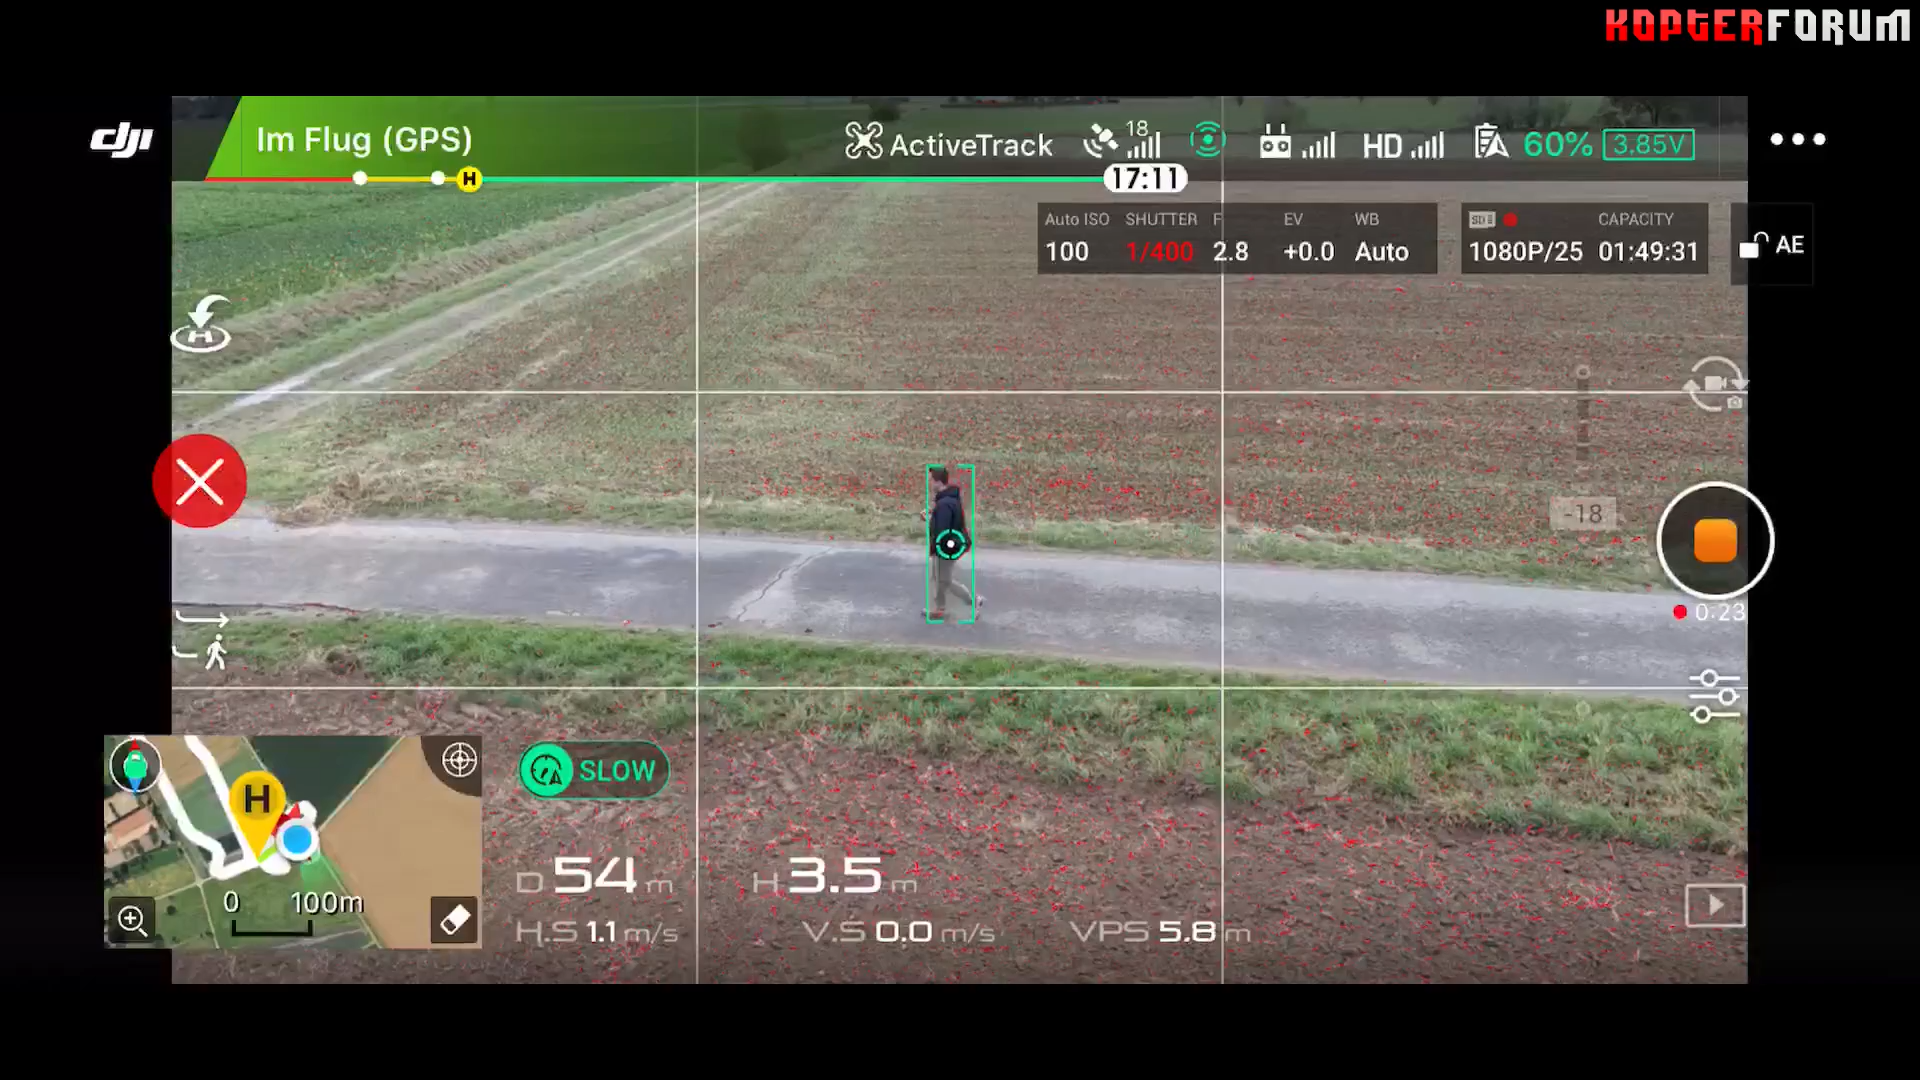 KOPTERFORUM
dji
Im Flug (GPS)
ActiveTrack
18
HD
60%
3.85V
H
17:11
Auto ISO SHUTTER F EV WB
100 1/400 2.8 +0.0 Auto
SD CAPACITY
1080P/25 01:49:31
AE
H
-18
0:23
H
0 100m
SLOW
D 54 m H 3.5 m
H.S 1.1 m/s V.S 0.0 m/s VPS 5.8 m